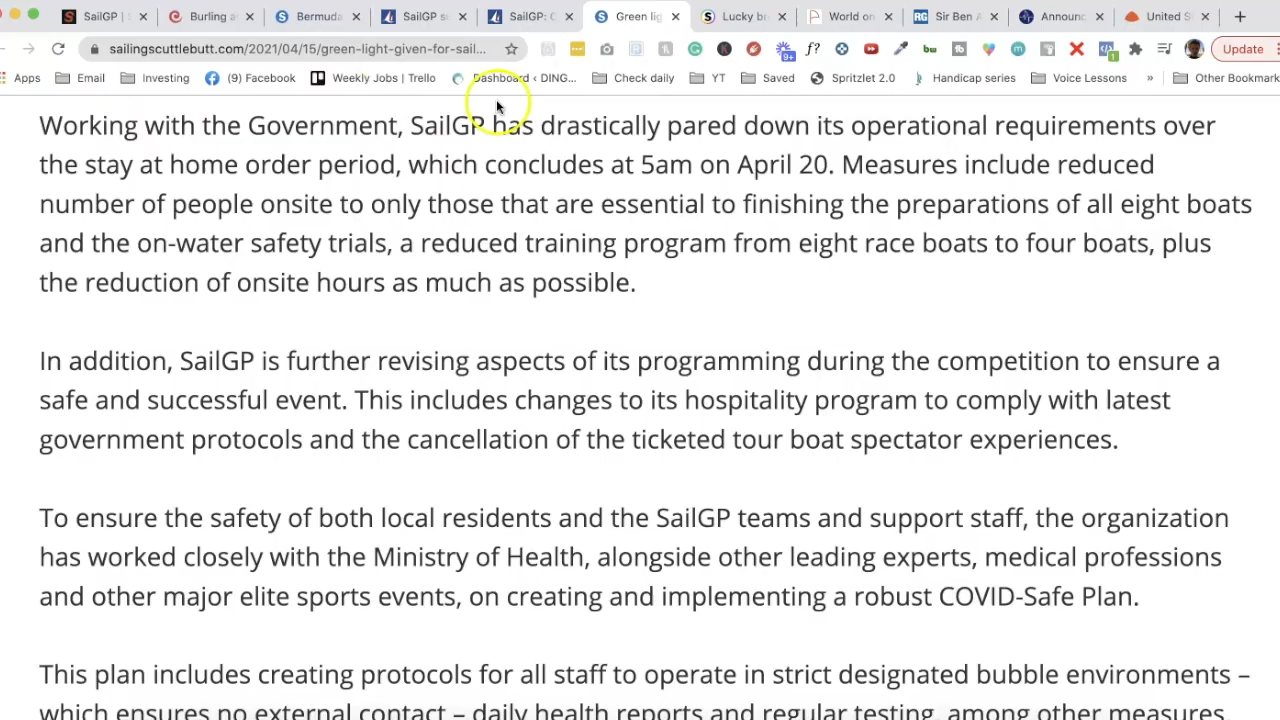 SailGP | Burling a Bermuda SailGP s SailGP: C Green lig Lucky br World on Sir Ben A Announc United S
sailingscuttlebutt.com/2021/04/15/green-light-given-for-sail... f? 9+ bw 1 Update
Apps Email Investing (9) Facebook Weekly Jobs | Trello Dashboard ‹ DING... Check daily YT Saved Spritzlet 2.0 Handicap series Voice Lessons » Other Bookmark
Working with the Government, SailGP has drastically pared down its operational requirements over
the stay at home order period, which concludes at 5am on April 20. Measures include reduced
number of people onsite to only those that are essential to finishing the preparations of all eight boats
and the on-water safety trials, a reduced training program from eight race boats to four boats, plus
the reduction of onsite hours as much as possible.
In addition, SailGP is further revising aspects of its programming during the competition to ensure a
safe and successful event. This includes changes to its hospitality program to comply with latest
government protocols and the cancellation of the ticketed tour boat spectator experiences.
To ensure the safety of both local residents and the SailGP teams and support staff, the organization
has worked closely with the Ministry of Health, alongside other leading experts, medical professions
and other major elite sports events, on creating and implementing a robust COVID-Safe Plan.
This plan includes creating protocols for all staff to operate in strict designated bubble environments –
which ensures no external contact – daily health reports and regular testing, among other measures.